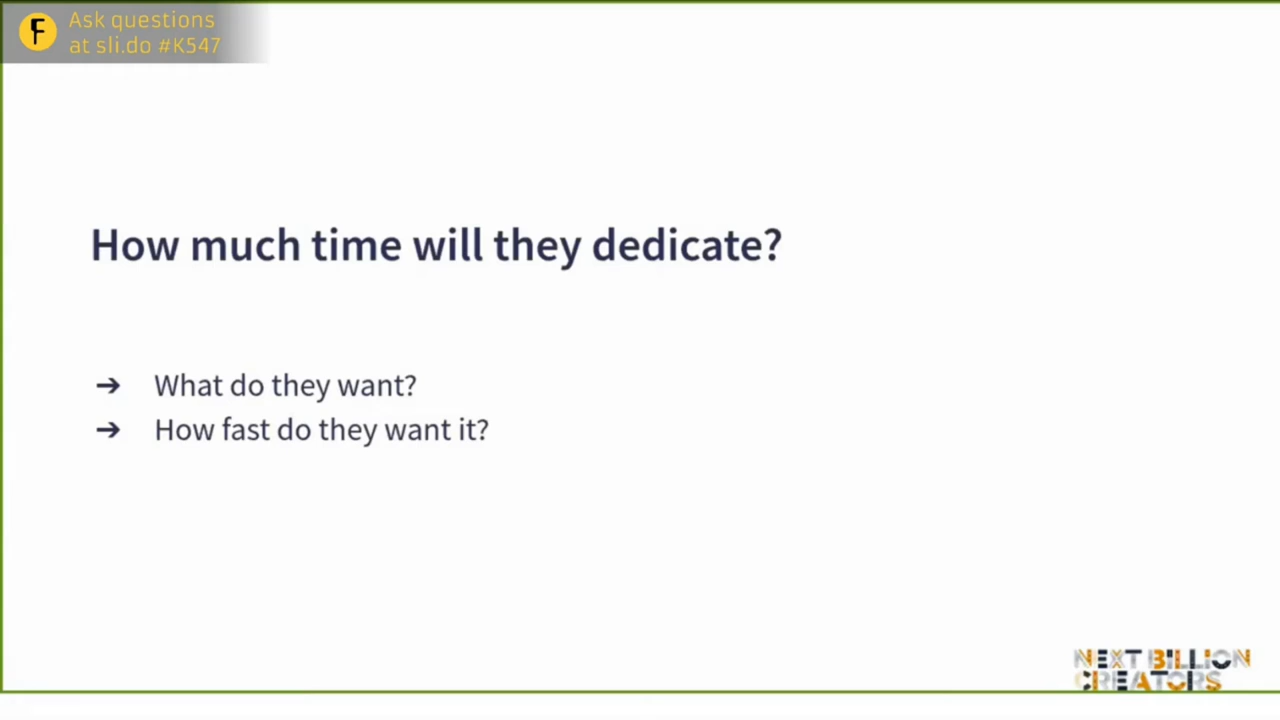 Ask questions
at sli.do #K547
How much time will they dedicate?
➔ What do they want?
➔ How fast do they want it?
NEXT BILLION
CREATORS